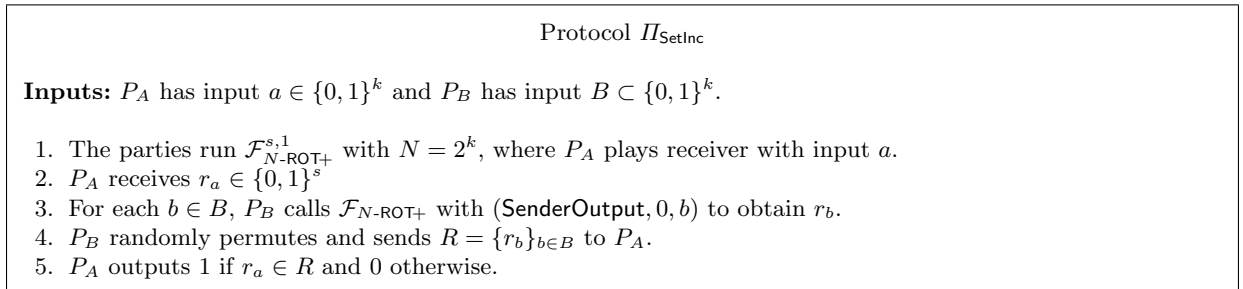 Protocol Π_SetInc
Inputs: P_A has input a ∈ {0, 1}^k and P_B has input B ⊂ {0, 1}^k.
1. The parties run F^{s,1}_{N-ROT+} with N = 2^k, where P_A plays receiver with input a.
2. P_A receives r_a ∈ {0, 1}^s
3. For each b ∈ B, P_B calls F_{N-ROT+} with (SenderOutput, 0, b) to obtain r_b.
4. P_B randomly permutes and sends R = {r_b}_{b∈B} to P_A.
5. P_A outputs 1 if r_a ∈ R and 0 otherwise.